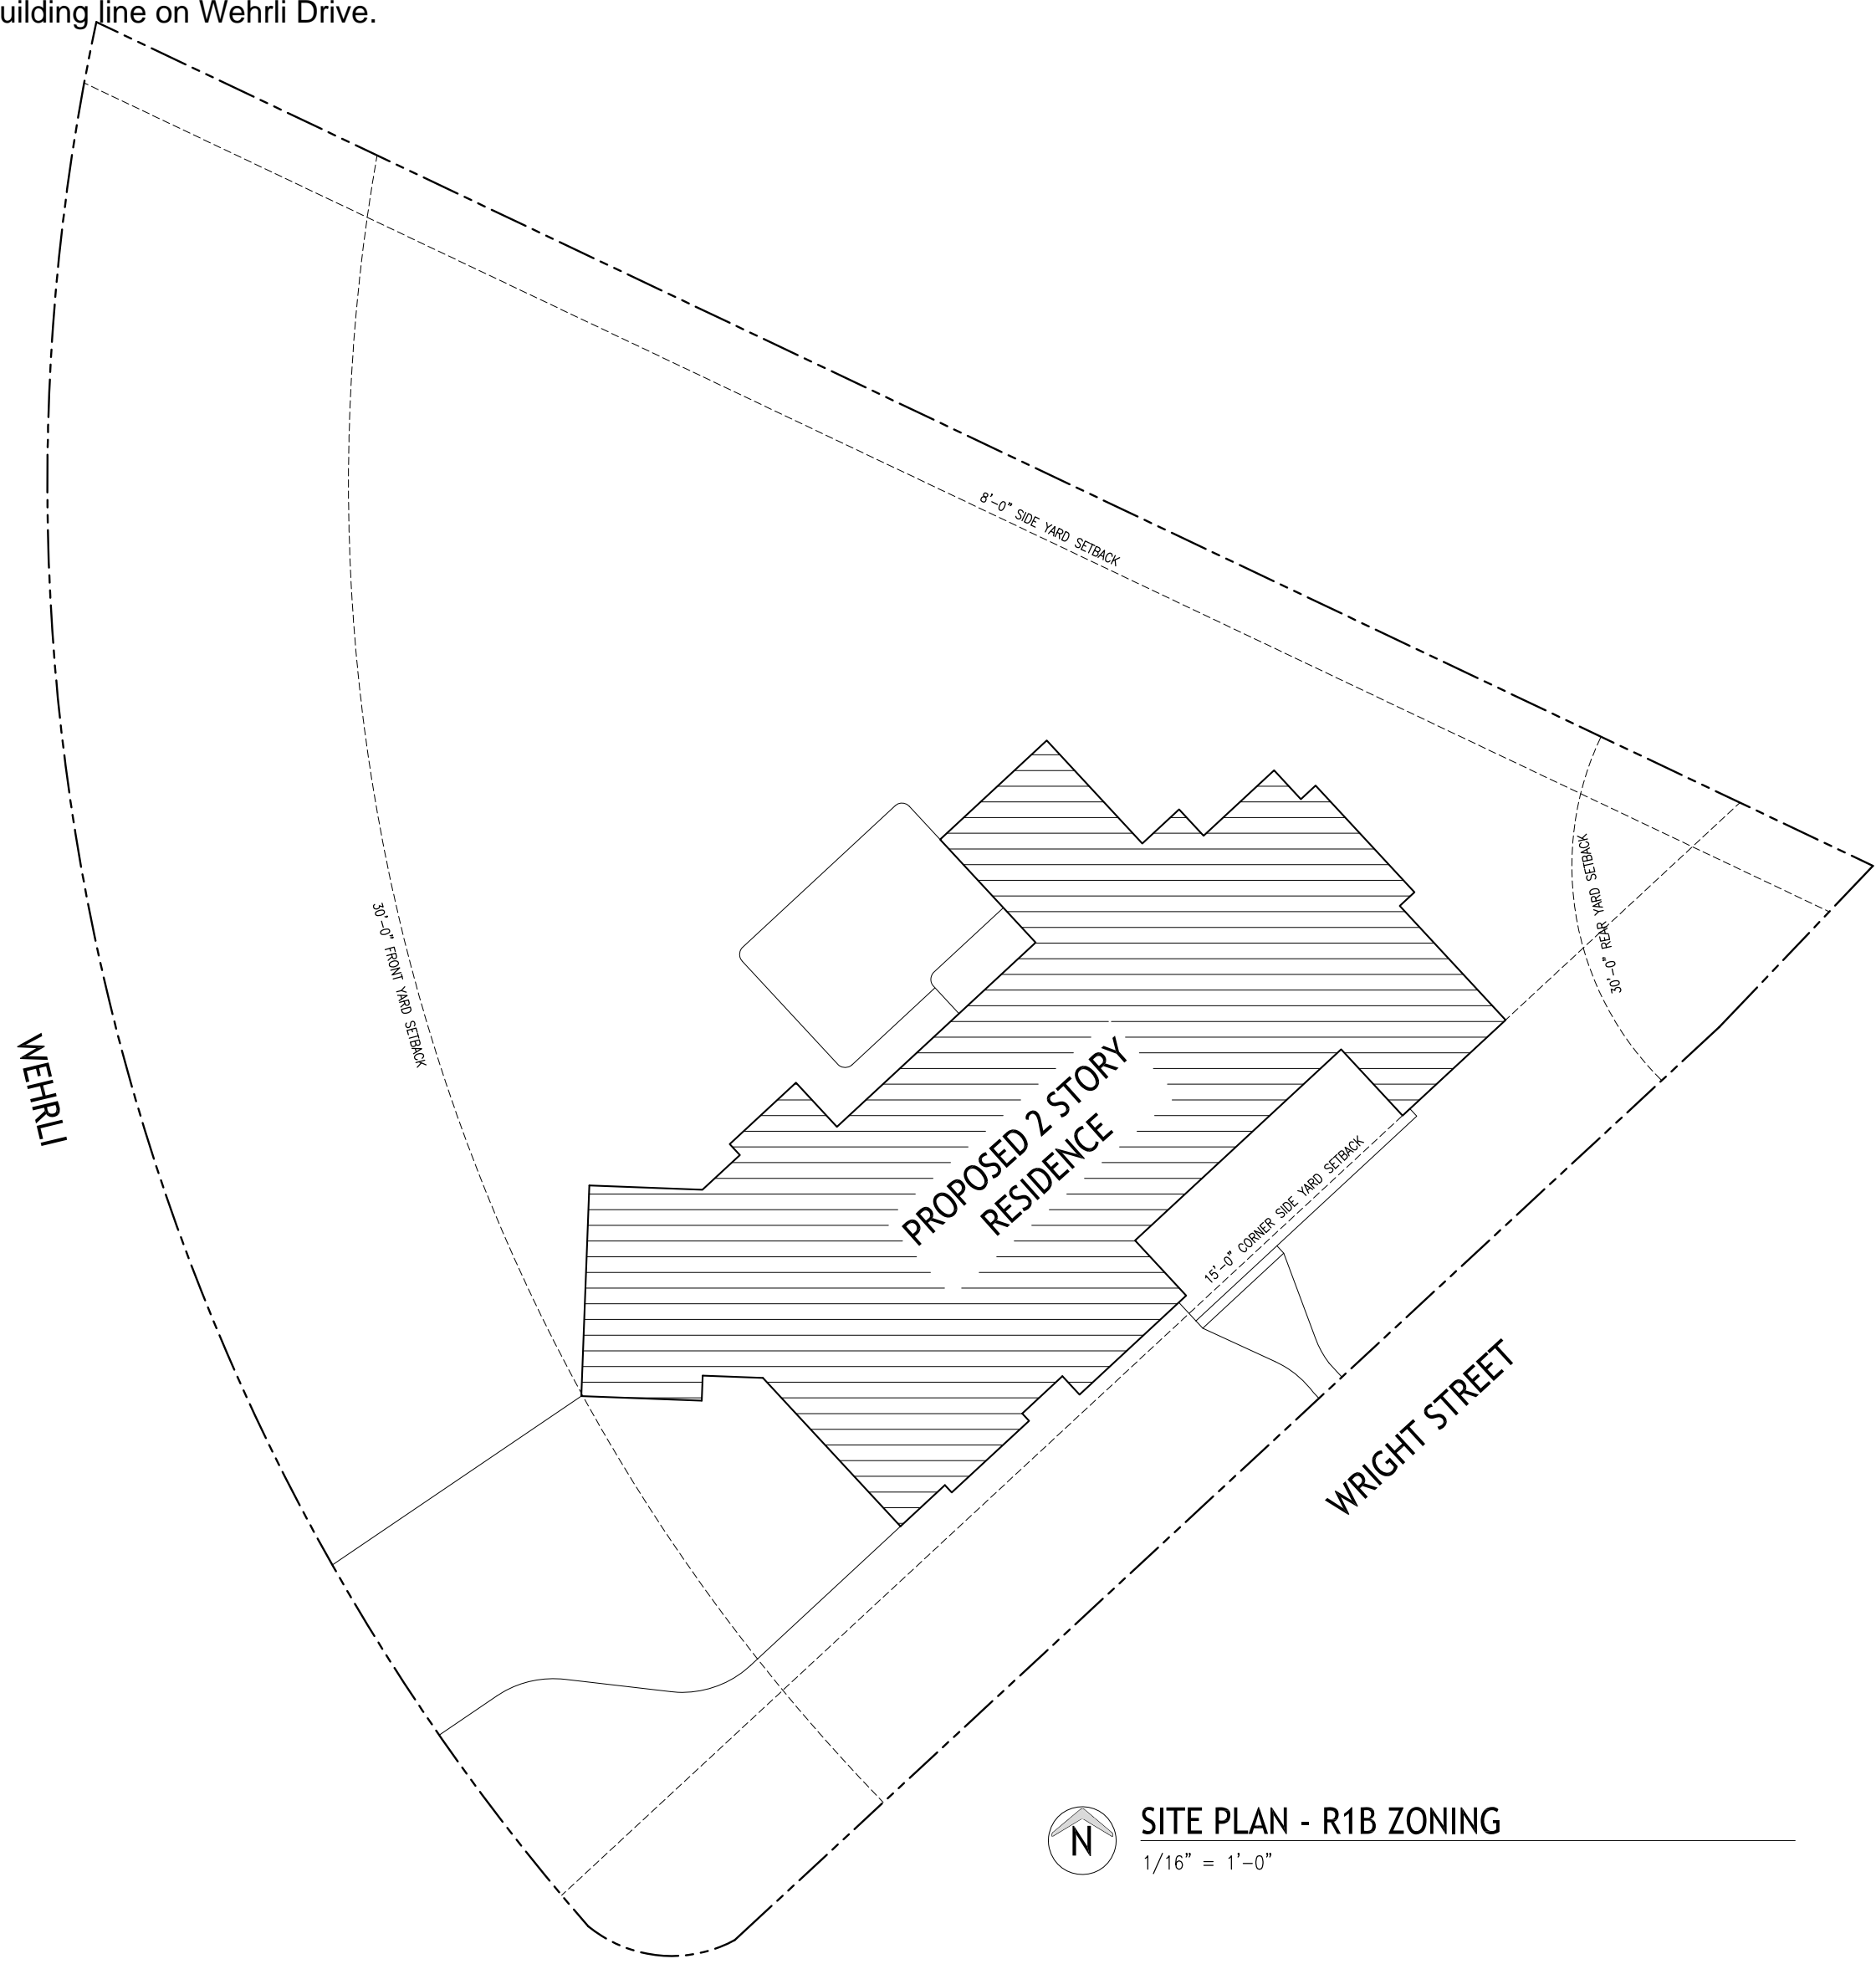 uilding line on Wehrli Drive.
8'-0" SIDE YARD SETBACK
30'-0" REAR YARD SETBACK
30'-0" FRONT YARD SETBACK
WEHRLI
PROPOSED 2 STORY
RESIDENCE
15'-0" CORNER SIDE YARD SETBACK
WRIGHT STREET
N
SITE PLAN - R1B ZONING
1/16" = 1'-0"